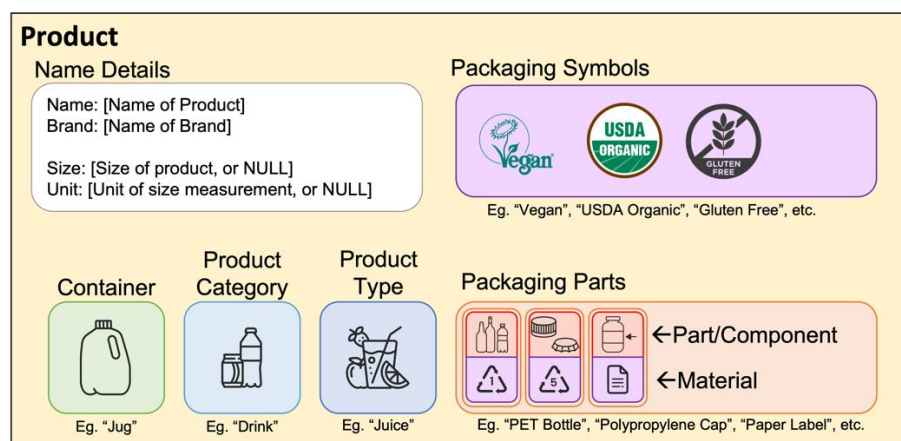 Product
Name Details
Name: [Name of Product]
Brand: [Name of Brand]
Size: [Size of product, or NULL]
Unit: [Unit of size measurement, or NULL]
Packaging Symbols
Vegan
USDA
ORGANIC
GLUTEN
FREE
Eg. “Vegan”, “USDA Organic”, “Gluten Free”, etc.
Container
Eg. “Jug”
Product
Category
Eg. “Drink”
Product
Type
Eg. “Juice”
Packaging Parts
←Part/Component
1
5
←Material
Eg. “PET Bottle”, “Polypropylene Cap”, “Paper Label”, etc.